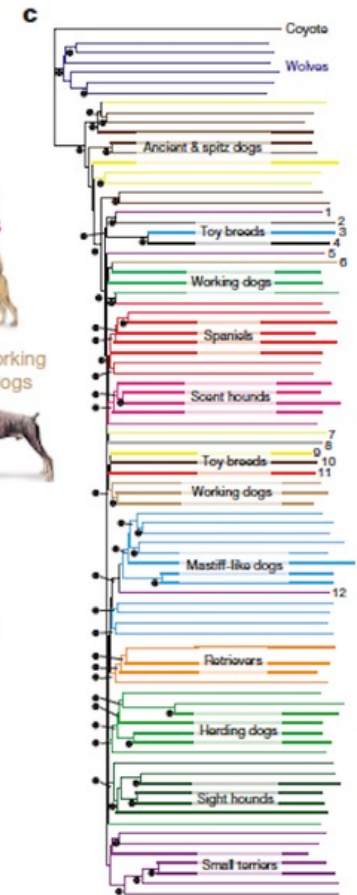 c
Coyote
Wolves
Ancient & spitz dogs
1
2
Toy breeds
3
4
5
6
Working dogs
Spaniels
orking
dogs
Scent hounds
7
8
9
Toy breeds
10
11
Working dogs
Mastiff-like dogs
12
Retrievers
Herding dogs
Sight hounds
Small terriers